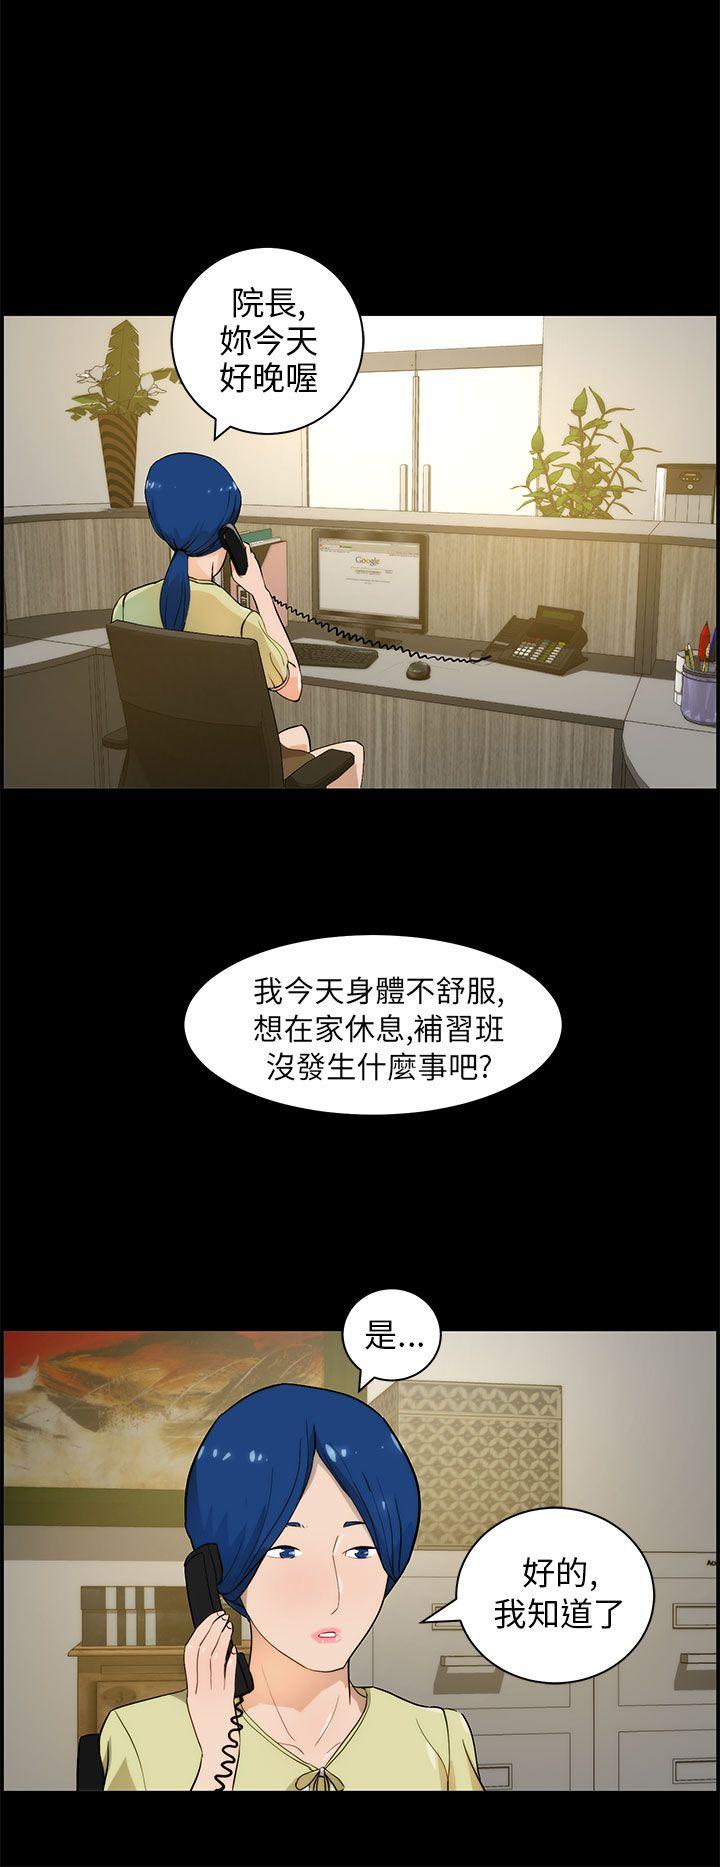 院長,
妳今天
好晚喔
Google
我今天身體不舒服,
想在家休息,補習班
沒發生什麼事吧?
是...
好的,
我知道了